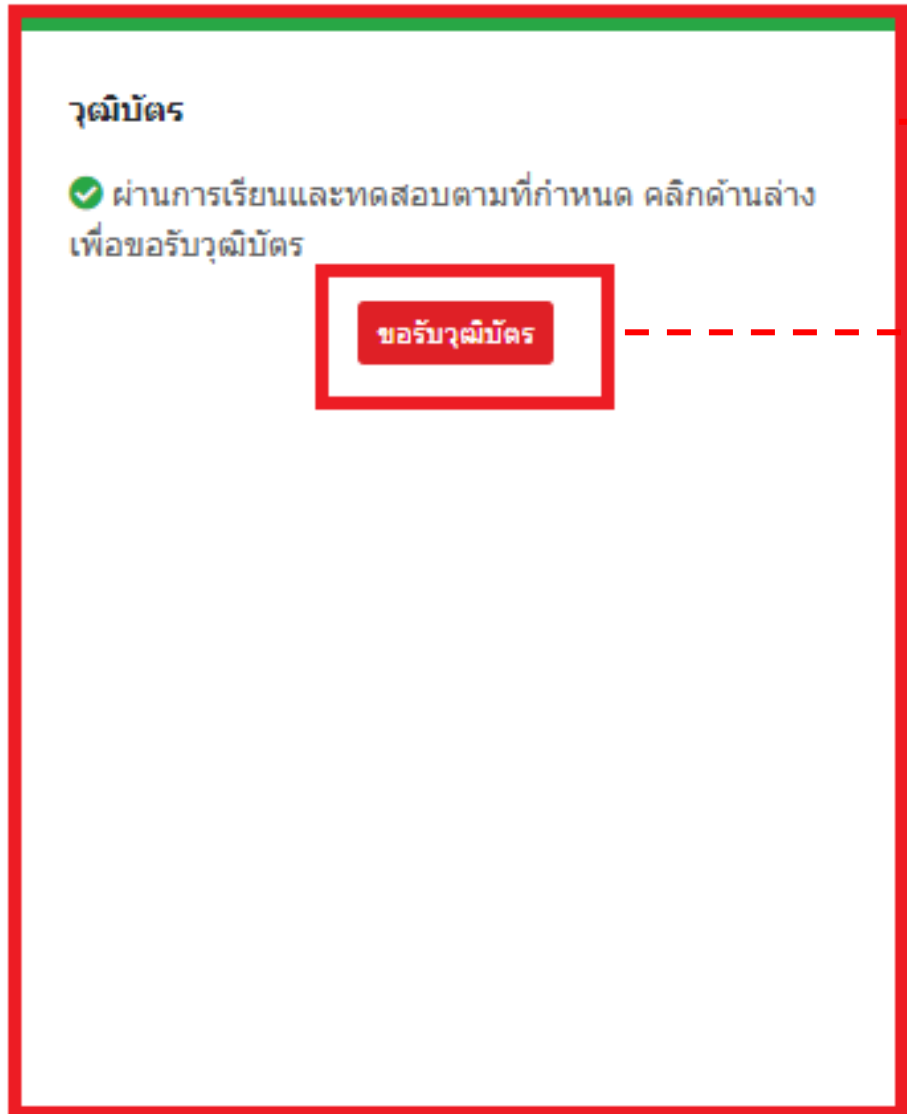 วุฒิบัตร
ผ่านการเรียนและทดสอบตามที่กำหนด คลิกด้านล่าง
เพื่อขอรับวุฒิบัตร
ขอรับวุฒิบัตร